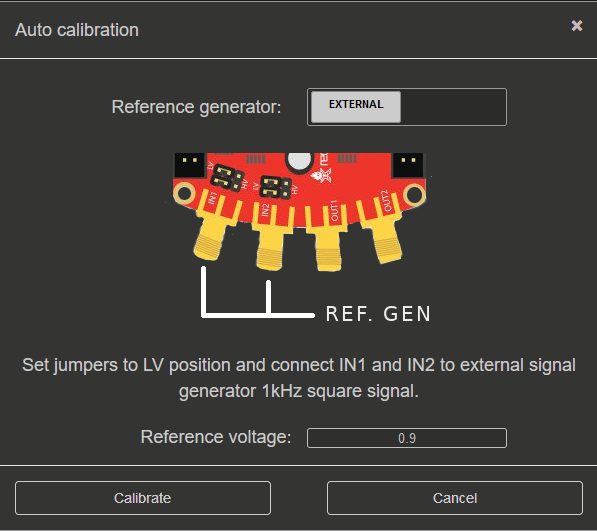 Auto calibration
×
Reference generator:
EXTERNAL
LV
HV
LV
HV
red
IN1
IN2
OUT1
OUT2
REF. GEN
Set jumpers to LV position and connect IN1 and IN2 to external signal
generator 1kHz square signal.
Reference voltage:
0.9
Calibrate
Cancel